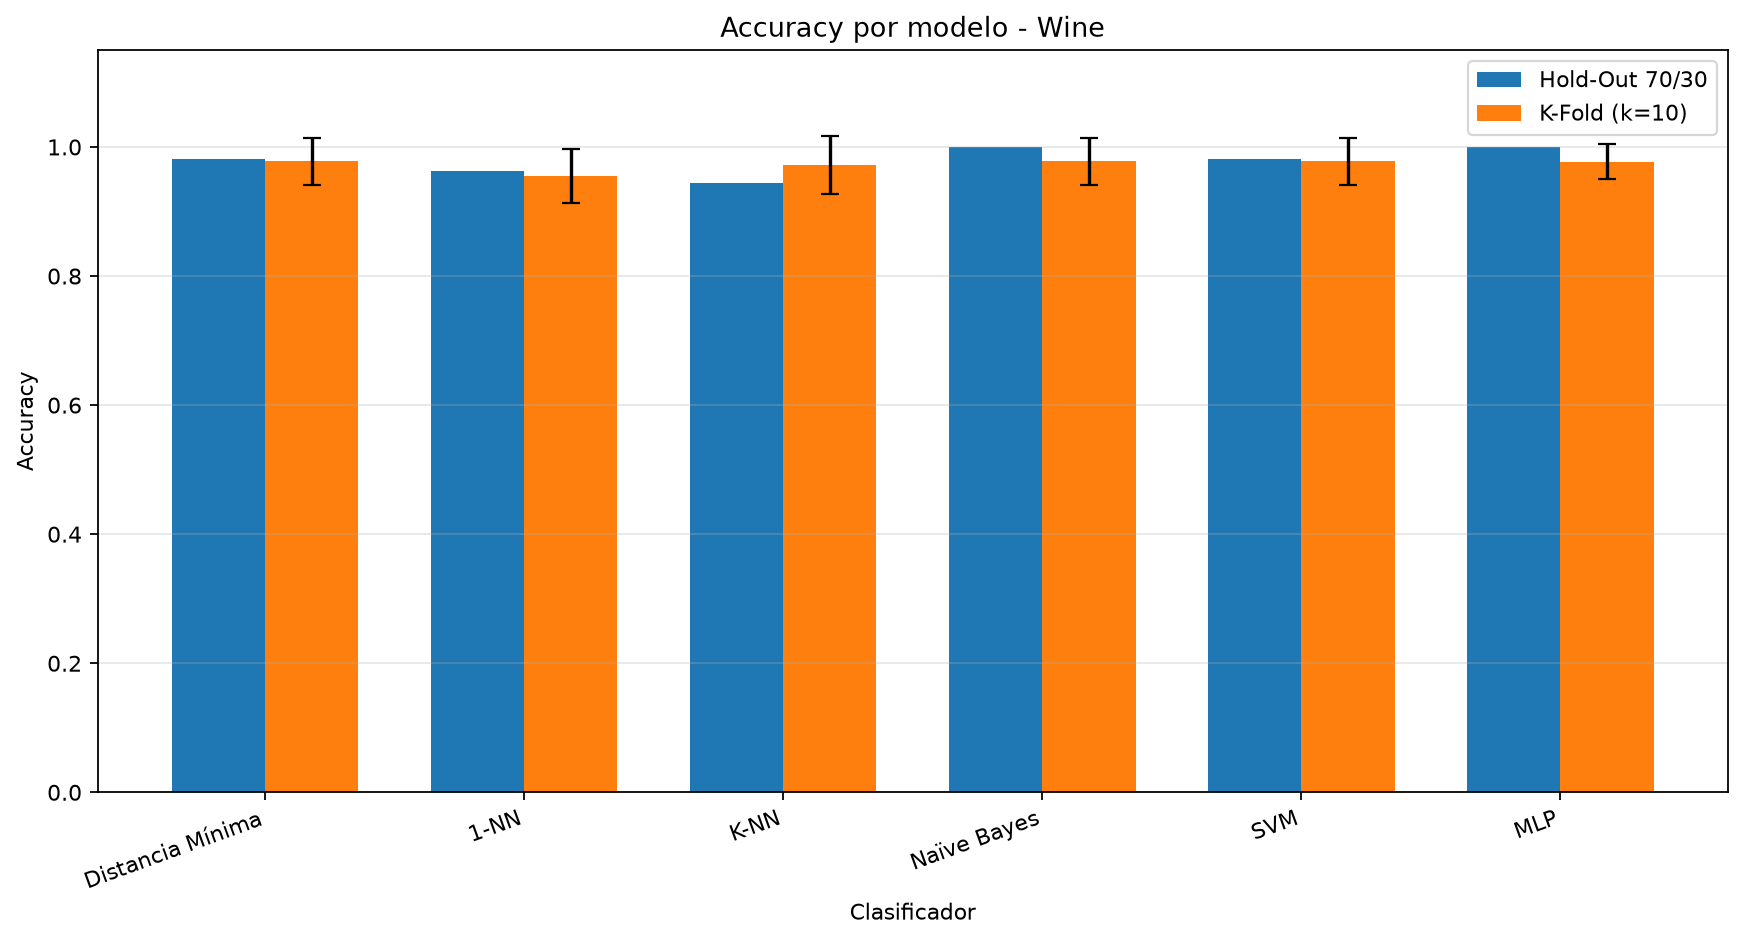 Accuracy por modelo - Wine
Hold-Out 70/30
K-Fold (k=10)
Accuracy
1.0
0.8
0.6
0.4
0.2
0.0
Distancia Mínima
1-NN
K-NN
Naïve Bayes
SVM
MLP
Clasificador